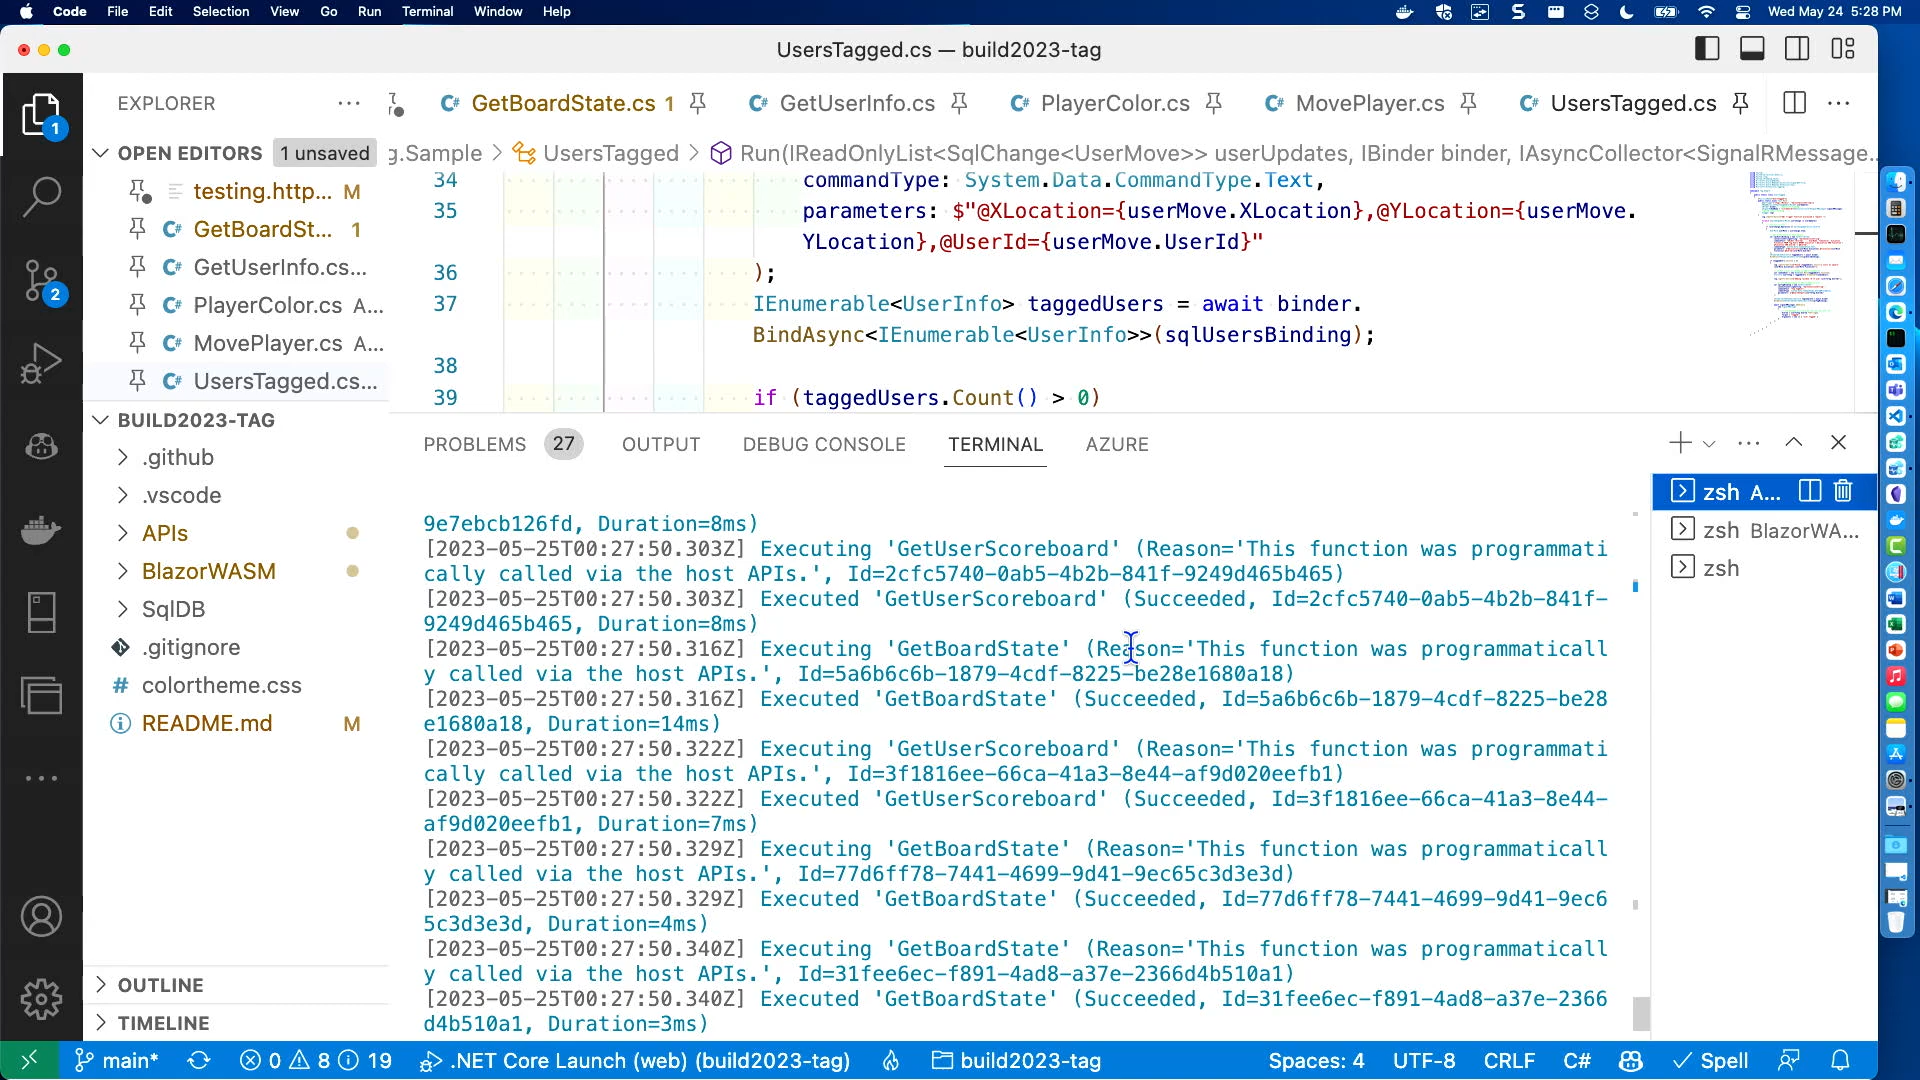 Code File Edit Selection View Go Run Terminal Window Help Wed May 24 5:28 PM
UsersTagged.cs — build2023-tag
EXPLORER
GetBoardState.cs 1
GetUserInfo.cs
PlayerColor.cs
MovePlayer.cs
UsersTagged.cs
OPEN EDITORS 1 unsaved
g.Sample > UsersTagged > Run(IReadOnlyList<SqlChange<UserMove>> userUpdates, IBinder binder, IAsyncCollector<SignalRMessage...
testing.http... M
GetBoardSt... 1
GetUserInfo.cs...
PlayerColor.cs A...
MovePlayer.cs A...
UsersTagged.cs...
BUILD2023-TAG
.github
.vscode
APIs
BlazorWASM
SqlDB
.gitignore
colortheme.css
README.md M
OUTLINE
TIMELINE
34 commandType: System.Data.CommandType.Text,
35 parameters: $"@XLocation={userMove.XLocation},@YLocation={userMove.
YLocation},@UserId={userMove.UserId}"
36 );
37 IEnumerable<UserInfo> taggedUsers = await binder.
BindAsync<IEnumerable<UserInfo>>(sqlUsersBinding);
38
39 if (taggedUsers.Count() > 0)
PROBLEMS 27 OUTPUT DEBUG CONSOLE TERMINAL AZURE
9e7ebcb126fd, Duration=8ms)
[2023-05-25T00:27:50.303Z] Executing 'GetUserScoreboard' (Reason='This function was programmati
cally called via the host APIs.', Id=2cfc5740-0ab5-4b2b-841f-9249d465b465)
[2023-05-25T00:27:50.303Z] Executed 'GetUserScoreboard' (Succeeded, Id=2cfc5740-0ab5-4b2b-841f-
9249d465b465, Duration=8ms)
[2023-05-25T00:27:50.316Z] Executing 'GetBoardState' (Reason='This function was programmaticall
y called via the host APIs.', Id=5a6b6c6b-1879-4cdf-8225-be28e1680a18)
[2023-05-25T00:27:50.316Z] Executed 'GetBoardState' (Succeeded, Id=5a6b6c6b-1879-4cdf-8225-be28
e1680a18, Duration=14ms)
[2023-05-25T00:27:50.322Z] Executing 'GetUserScoreboard' (Reason='This function was programmati
cally called via the host APIs.', Id=3f1816ee-66ca-41a3-8e44-af9d020eefb1)
[2023-05-25T00:27:50.322Z] Executed 'GetUserScoreboard' (Succeeded, Id=3f1816ee-66ca-41a3-8e44-
af9d020eefb1, Duration=7ms)
[2023-05-25T00:27:50.329Z] Executing 'GetBoardState' (Reason='This function was programmaticall
y called via the host APIs.', Id=77d6ff78-7441-4699-9d41-9ec65c3d3e3d)
[2023-05-25T00:27:50.329Z] Executed 'GetBoardState' (Succeeded, Id=77d6ff78-7441-4699-9d41-9ec6
5c3d3e3d, Duration=4ms)
[2023-05-25T00:27:50.340Z] Executing 'GetBoardState' (Reason='This function was programmaticall
y called via the host APIs.', Id=31fee6ec-f891-4ad8-a37e-2366d4b510a1)
[2023-05-25T00:27:50.340Z] Executed 'GetBoardState' (Succeeded, Id=31fee6ec-f891-4ad8-a37e-2366
d4b510a1, Duration=3ms)
zsh A...
zsh BlazorWA...
zsh
1
2
main* 0 8 19 .NET Core Launch (web) (build2023-tag) build2023-tag Spaces: 4 UTF-8 CRLF C# Spell